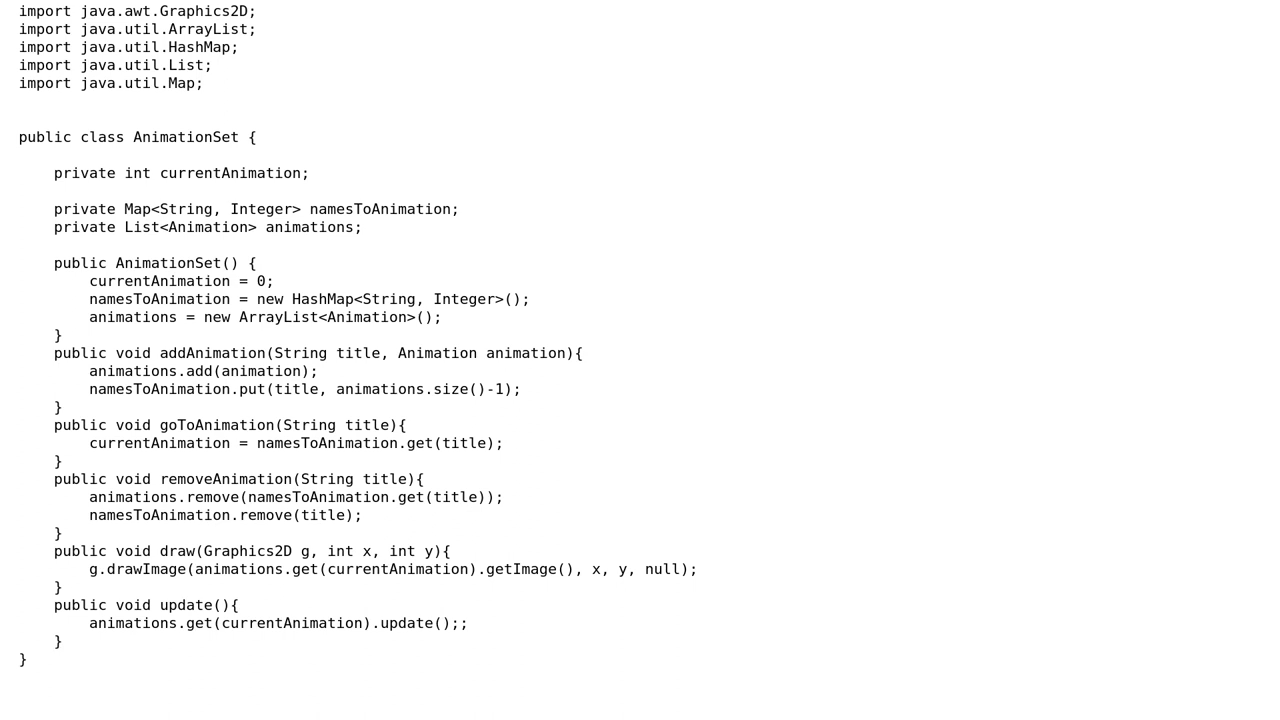 import java.awt.Graphics2D;
import java.util.ArrayList;
import java.util.HashMap;
import java.util.List;
import java.util.Map;


public class AnimationSet {

    private int currentAnimation;

    private Map<String, Integer> namesToAnimation;
    private List<Animation> animations;

    public AnimationSet() {
        currentAnimation = 0;
        namesToAnimation = new HashMap<String, Integer>();
        animations = new ArrayList<Animation>();
    }
    public void addAnimation(String title, Animation animation){
        animations.add(animation);
        namesToAnimation.put(title, animations.size()-1);
    }
    public void goToAnimation(String title){
        currentAnimation = namesToAnimation.get(title);
    }
    public void removeAnimation(String title){
        animations.remove(namesToAnimation.get(title));
        namesToAnimation.remove(title);
    }
    public void draw(Graphics2D g, int x, int y){
        g.drawImage(animations.get(currentAnimation).getImage(), x, y, null);
    }
    public void update(){
        animations.get(currentAnimation).update();;
    }
}